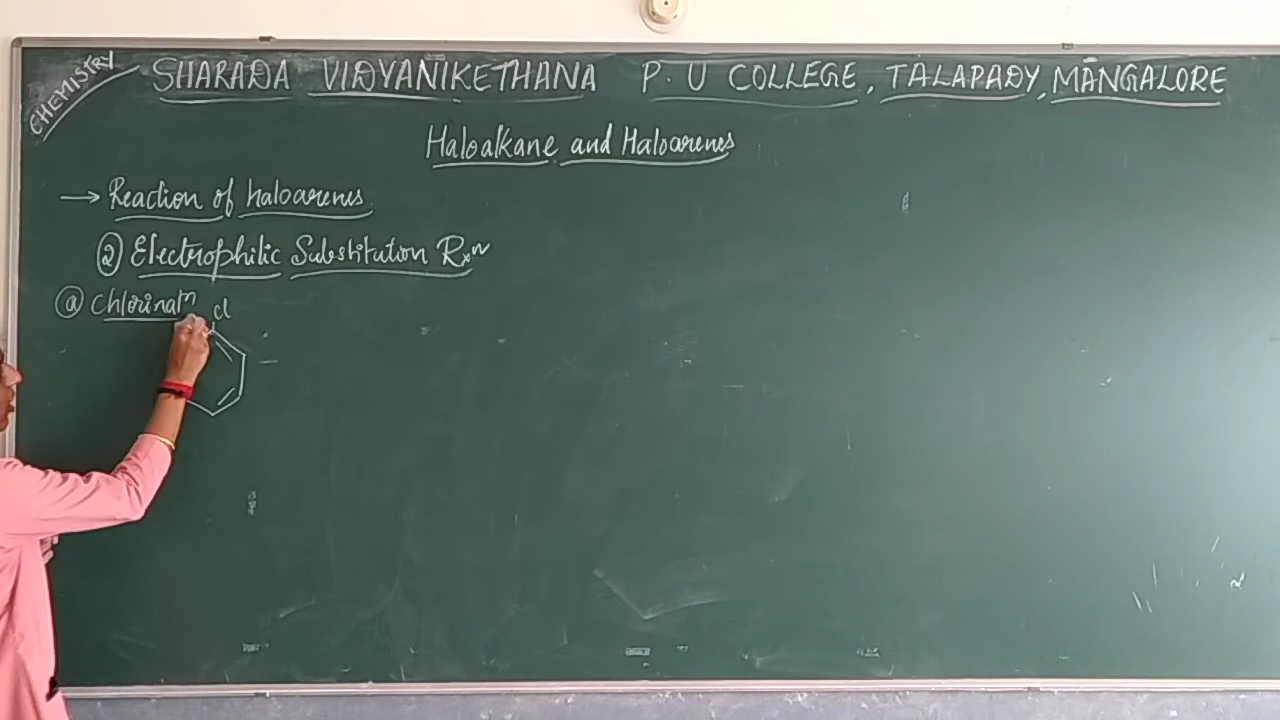 CHEMISTRY
SHARADA VIDYANIKETHANA P. U COLLEGE, TALAPADY, MANGALORE
Haloalkane and Haloarenes
→ Reaction of haloarenes
② Electrophilic Substitution Rxn
ⓐ Chlorinatn
Cl